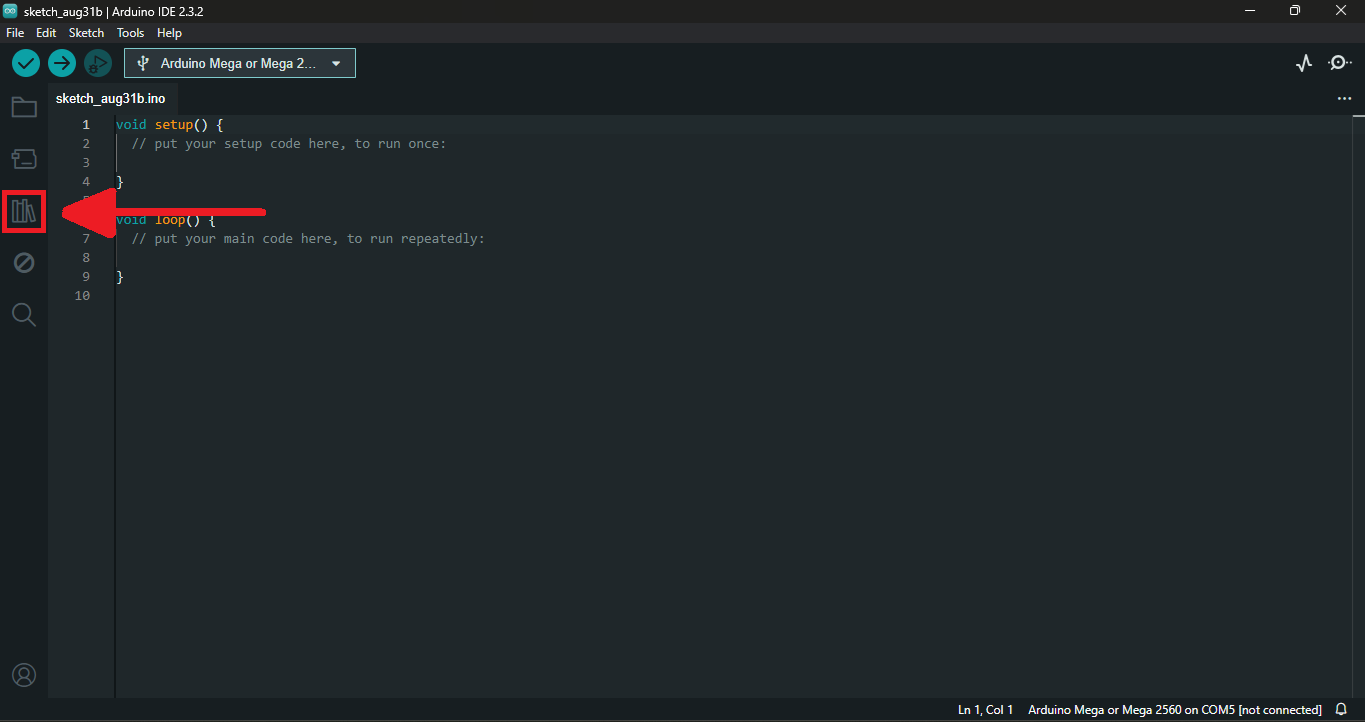 sketch_aug31b | Arduino IDE 2.3.2
File Edit Sketch Tools Help
Arduino Mega or Mega 2...
sketch_aug31b.ino
1 void setup() {
2 // put your setup code here, to run once:
3
4 }
void loop() {
7 // put your main code here, to run repeatedly:
8
9 }
10
Ln 1, Col 1 Arduino Mega or Mega 2560 on COM5 [not connected]